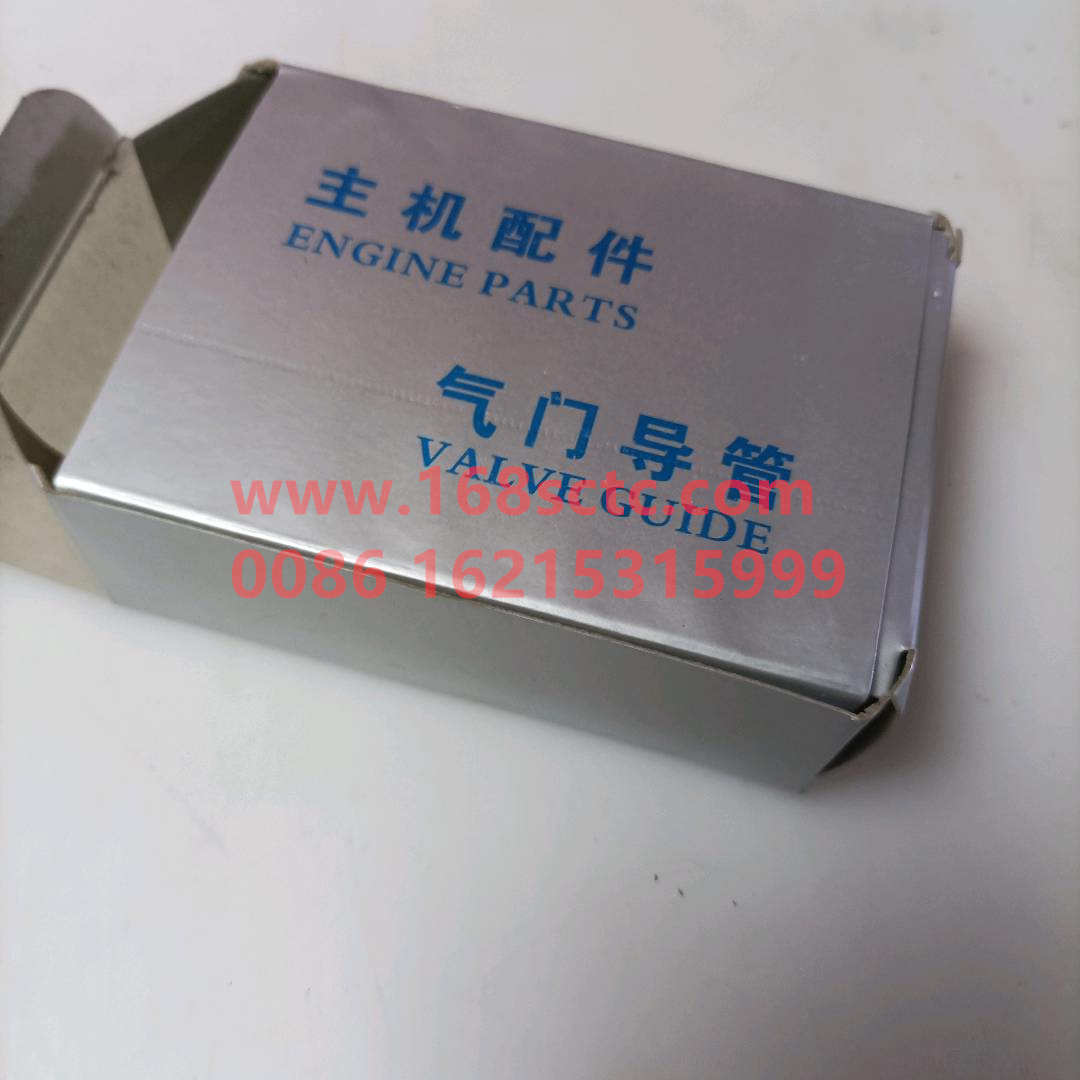 主机配件
ENGINE PARTS
气门导管
VALVE GUIDE
www.168sctc.com
0086 16215315999